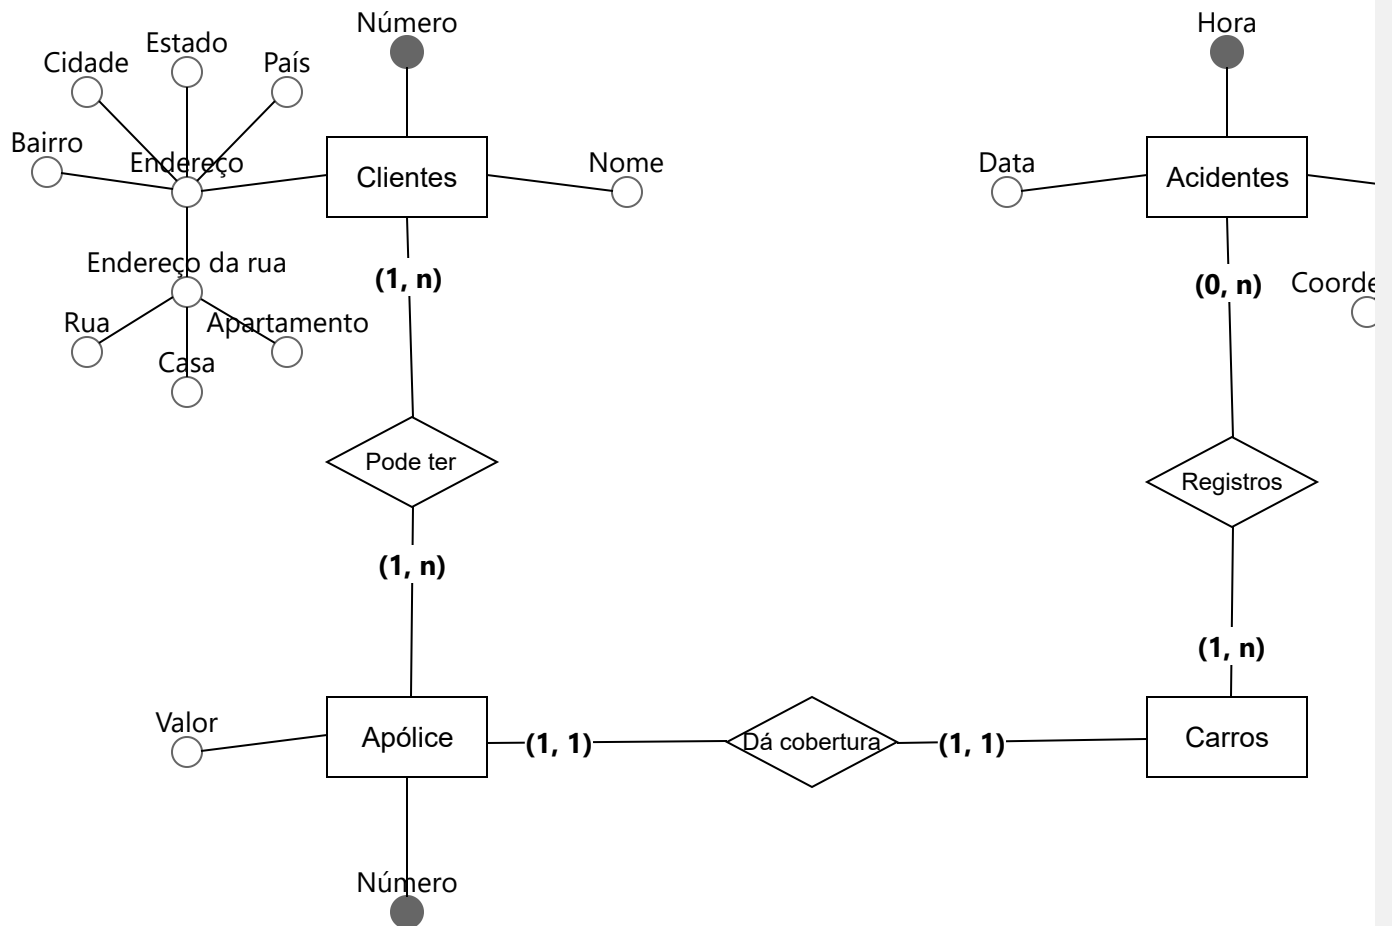 Número
Hora
Estado
Cidade
País
Bairro
Endereço
Clientes
Nome
Data
Acidentes
Endereço da rua
(1, n)
(0, n)
Rua
Apartamento
Casa
Pode ter
Registros
(1, n)
(1, n)
Valor
Apólice
(1, 1)
Dá cobertura
(1, 1)
Carros
Número